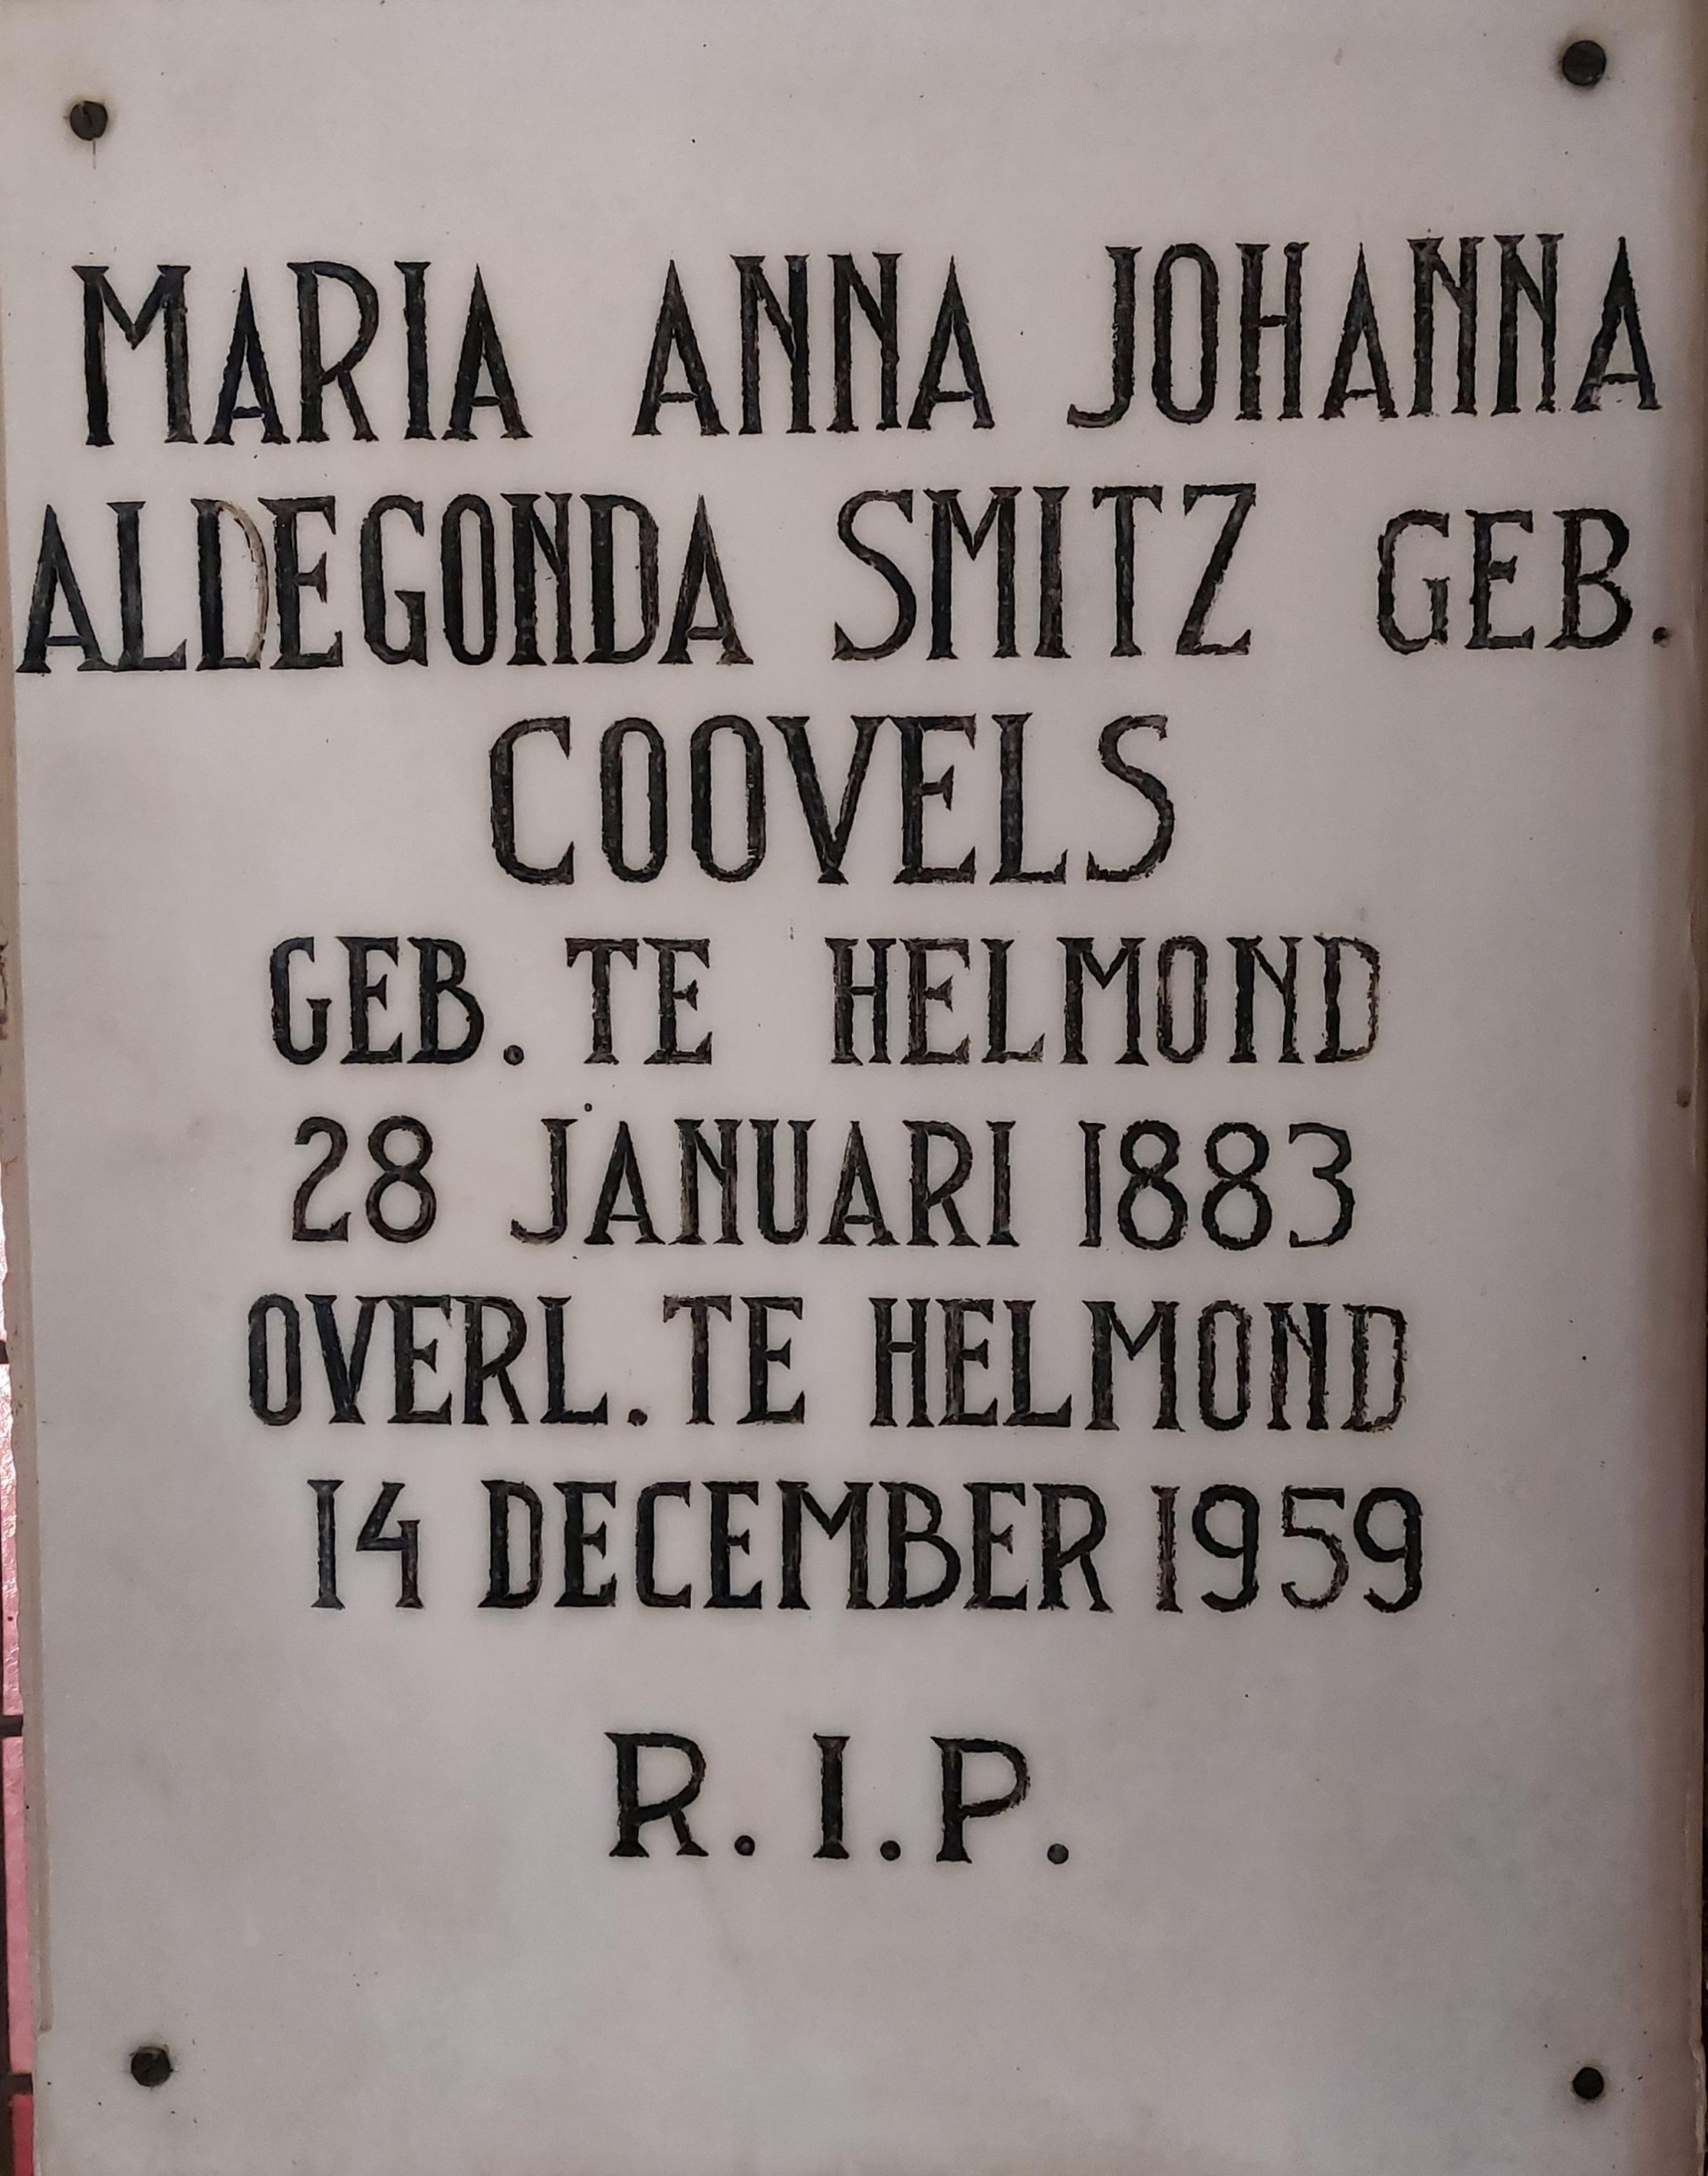 MARIA ANNA JOHANNA
ALDEGONDA SMITZ GEB.
COOVELS
GEB. TE HELMOND
28 JANUARI 1883
OVERL. TE HELMOND
14 DECEMBER 1959
R.I.P.